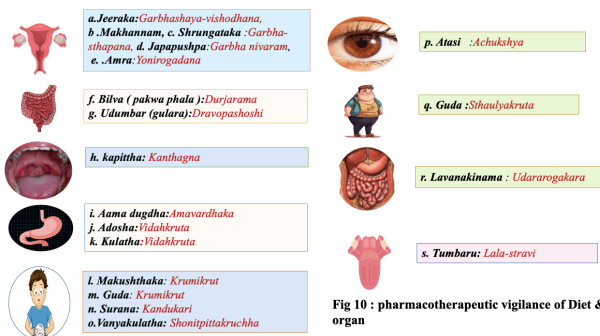 a.Jeeraka:Garbhashaya-vishodhana,
b .Makhannam, c. Shrungataka :Garbha-
sthapana, d. Japapushpa:Garbha nivaram,
e. .Amra:Yonirogadana
f. Bilva ( pakwa phala ):Durjarama
g. Udumbar (gulara):Dravopashoshi
h. kapittha: Kanthagna
i. Aama dugdha:Amavardhaka
j. Adosha:Vidahkruta
k. Kulatha:Vidahkruta
l. Makushthaka: Krumikrut
m. Guda: Krumikrut
n. Surana: Kandukari
o.Vanyakulatha: Shonitpittakruchha
p. Atasi :Achukshya
q. Guda :Sthaulyakruta
r. Lavanakinama : Udararogakara
s. Tumbaru: Lala-stravi
Fig 10 : pharmacotherapeutic vigilance of Diet &
organ